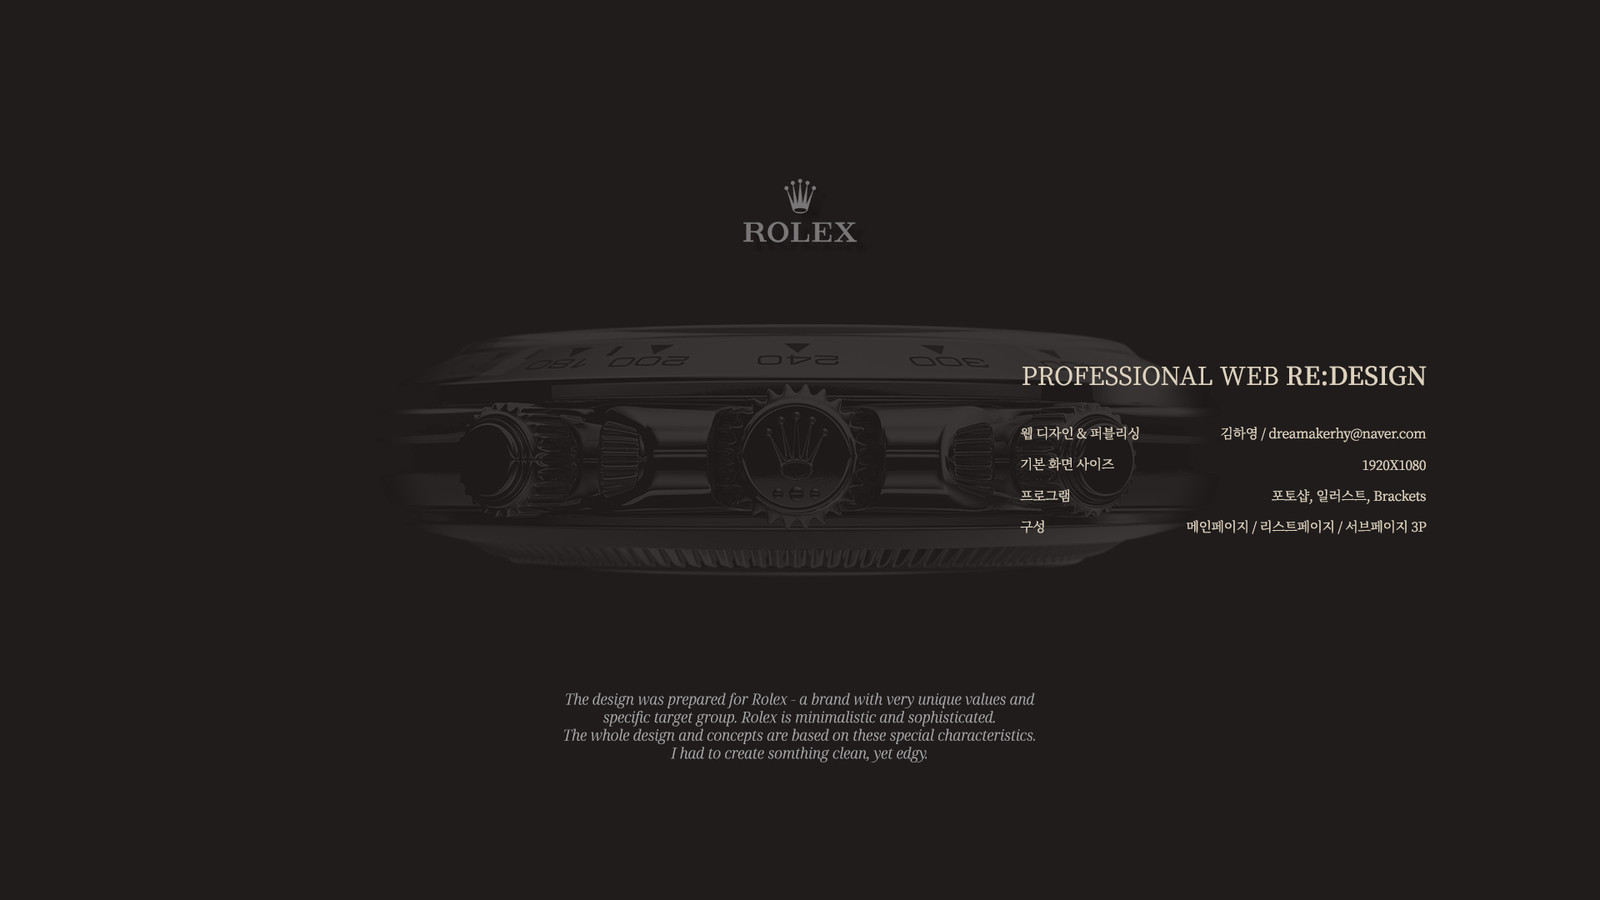 ROLEX
180 200 240 300
PROFESSIONAL WEB RE:DESIGN
웹 디자인 & 퍼블리싱 김하영 / dreamakerhy@naver.com
기본 화면 사이즈 1920X1080
프로그램 포토샵, 일러스트, Brackets
구성 메인페이지 / 리스트페이지 / 서브페이지 3P
The design was prepared for Rolex - a brand with very unique values and
specific target group. Rolex is minimalistic and sophisticated.
The whole design and concepts are based on these special characteristics.
I had to create somthing clean, yet edgy.